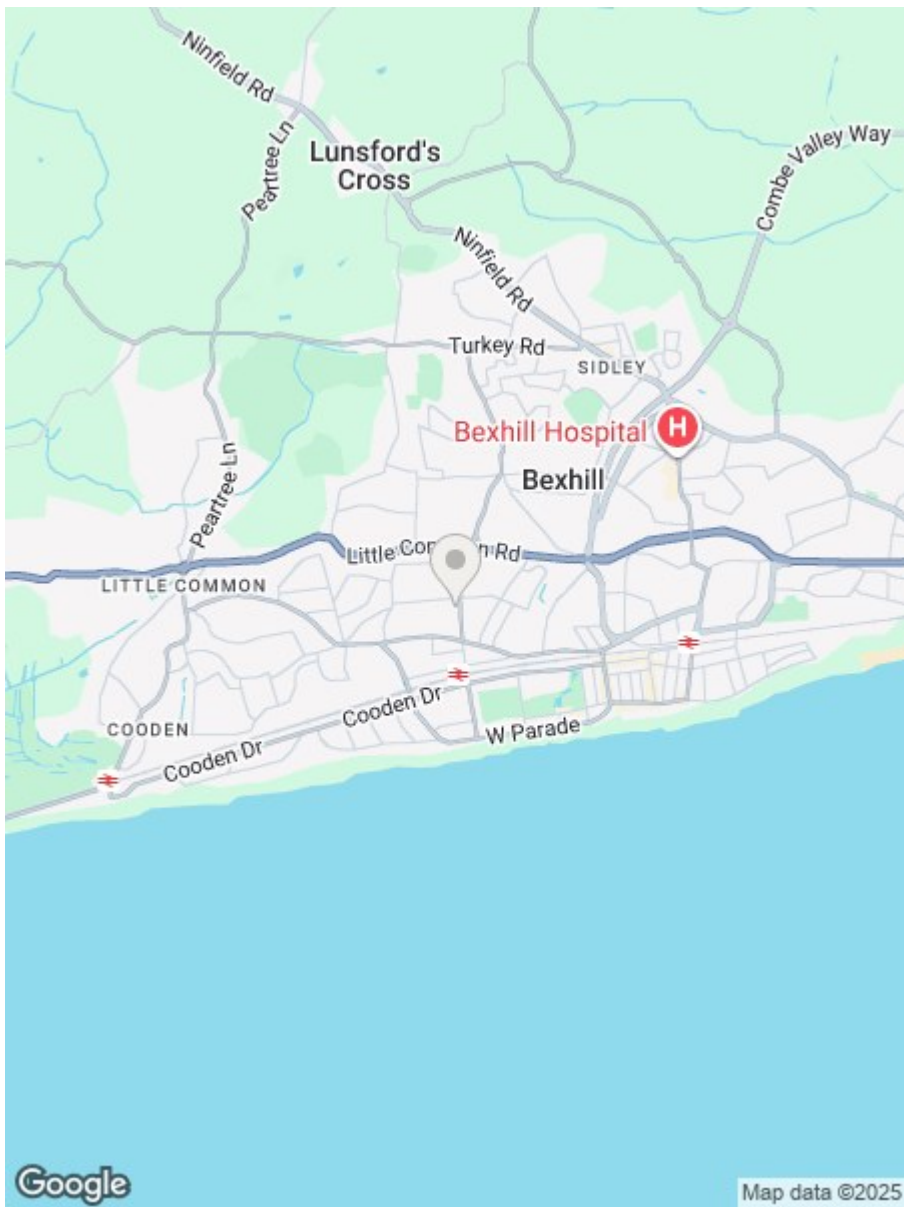 Ninfield Rd
Combe Valley Way
Lunsford's
Cross
Peartree Ln
Ninfield Rd
Turkey Rd
SIDLEY
Bexhill Hospital
H
Bexhill
Peartree Ln
Little Rd
LITTLE COMMON
Cooden Dr
COODEN
W Parade
Cooden Dr
Google
Map data ©2025